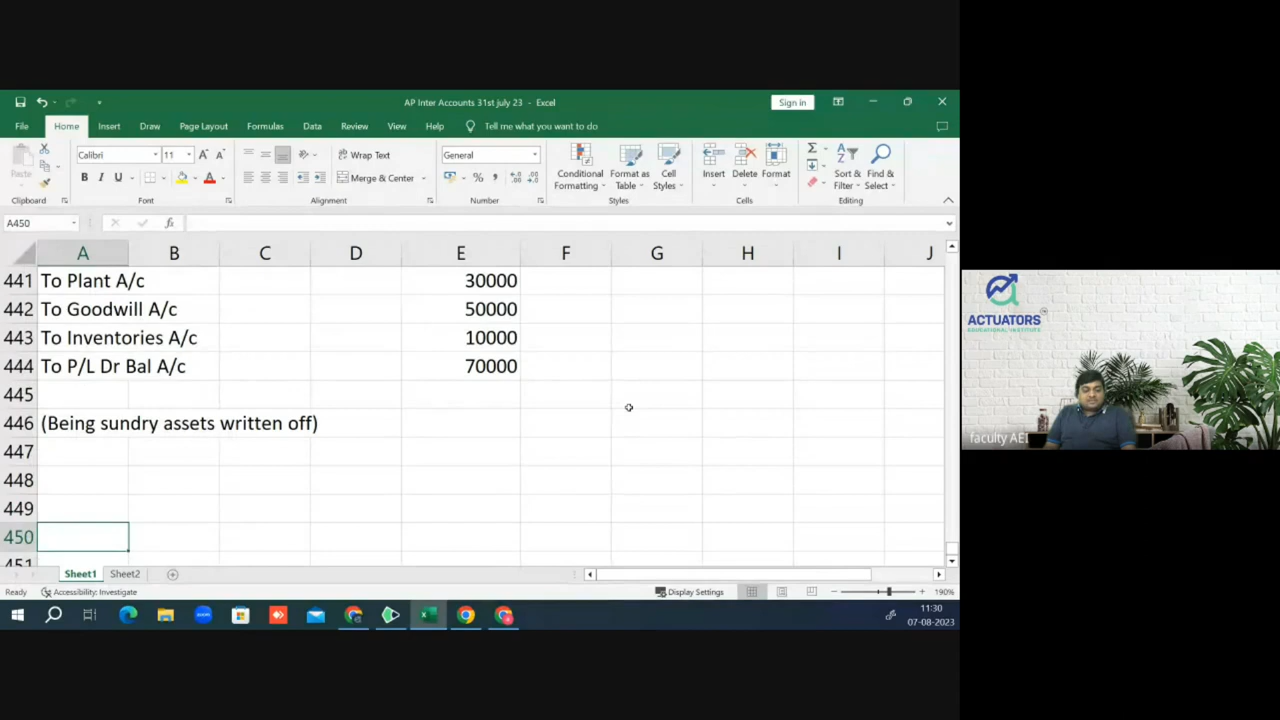 AP Inter Accounts 31st july 23 - Excel
Sign in
File Home Insert Draw Page Layout Formulas Data Review View Help Tell me what you want to do
Paste
Calibri 11 A A
B I U A
Wrap Text
Merge & Center
General
%
Conditional Formatting
Format as Table
Cell Styles
Insert
Delete
Format
Sort & Filter
Find & Select
Clipboard Font Alignment Number Styles Cells Editing
A450 fx
A B C D E F G H I J
441 To Plant A/c 30000
442 To Goodwill A/c 50000
443 To Inventories A/c 10000
444 To P/L Dr Bal A/c 70000
445
446 (Being sundry assets written off)
447
448
449
450
451
Sheet1 Sheet2
Ready Accessibility: Investigate Display Settings 190%
11:30
07-08-2023
ACTUATORS
EDUCATIONAL INSTITUTE
faculty AEI